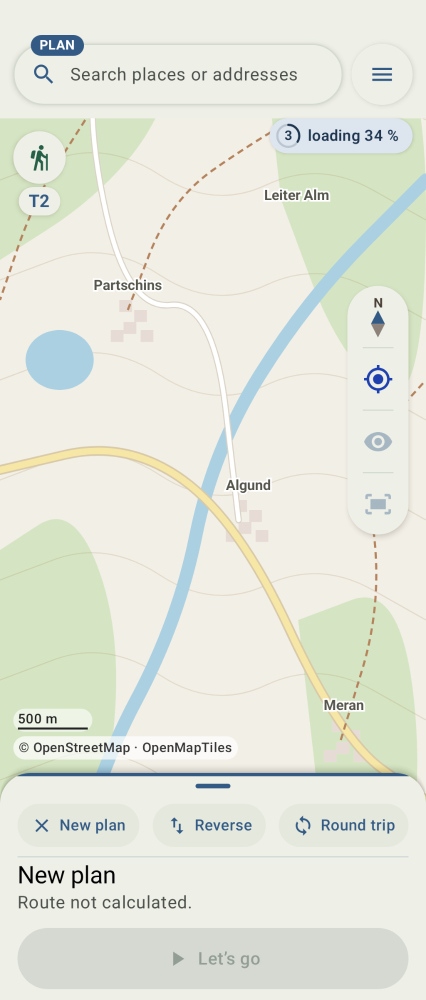 PLAN
Search places or addresses
3 loading 34 %
T2
Leiter Alm
N
Partschins
Algund
Meran
500 m
© OpenStreetMap · OpenMapTiles
New plan
Reverse
Round trip
New plan
Route not calculated.
Let’s go